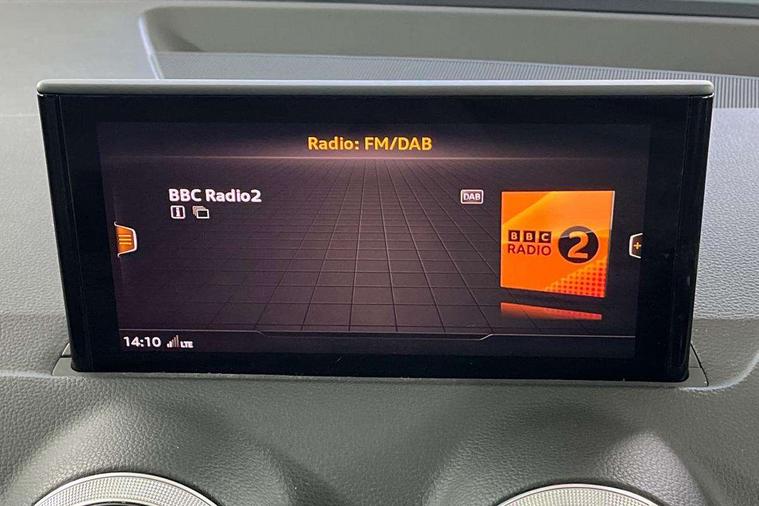 Radio: FM/DAB
BBC Radio2
DAB
BBC
RADIO 2
14:10 LTE